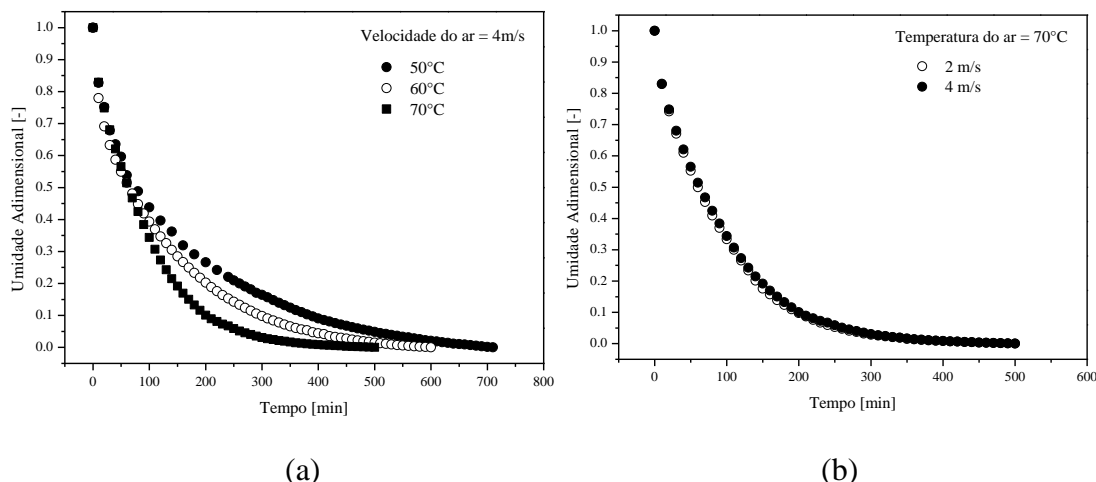 Velocidade do ar = 4m/s
50°C
60°C
70°C
1.0
0.9
0.8
0.7
0.6
0.5
0.4
0.3
0.2
0.1
0.0
Umidade Adimensional [-]
0 100 200 300 400 500 600 700 800
Tempo [min]
(a)
Temperatura do ar = 70°C
2 m/s
4 m/s
1.0
0.9
0.8
0.7
0.6
0.5
0.4
0.3
0.2
0.1
0.0
Umidade Adimensional [-]
0 100 200 300 400 500 600
Tempo [min]
(b)